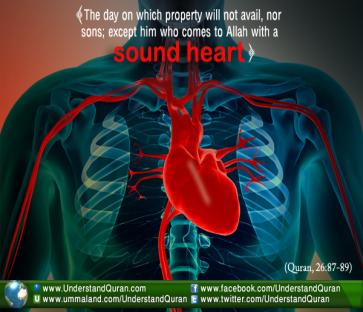 ﴾The day on which property will not avail, nor
sons; except him who comes to Allah with a
sound heart﴿
(Quran, 26:87-89)
www.UnderstandQuran.com
www.facebook.com/UnderstandQuran
www.ummaland.com/UnderstandQuran
www.twitter.com/UnderstandQuran